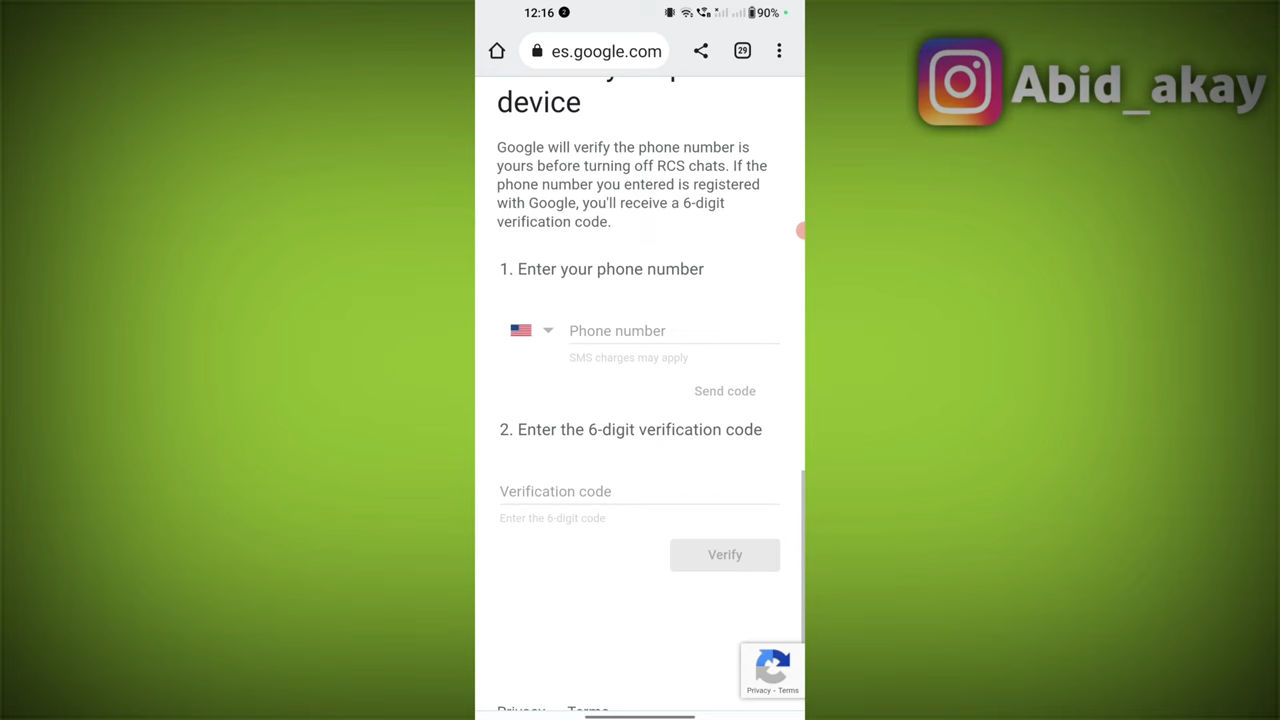 12:16 2 90%
es.google.com 29
Abid_akay
device
Google will verify the phone number is
yours before turning off RCS chats. If the
phone number you entered is registered
with Google, you'll receive a 6-digit
verification code.
1. Enter your phone number
Phone number
SMS charges may apply
Send code
2. Enter the 6-digit verification code
Verification code
Enter the 6-digit code
Verify
Privacy - Terms
Privacy Terms